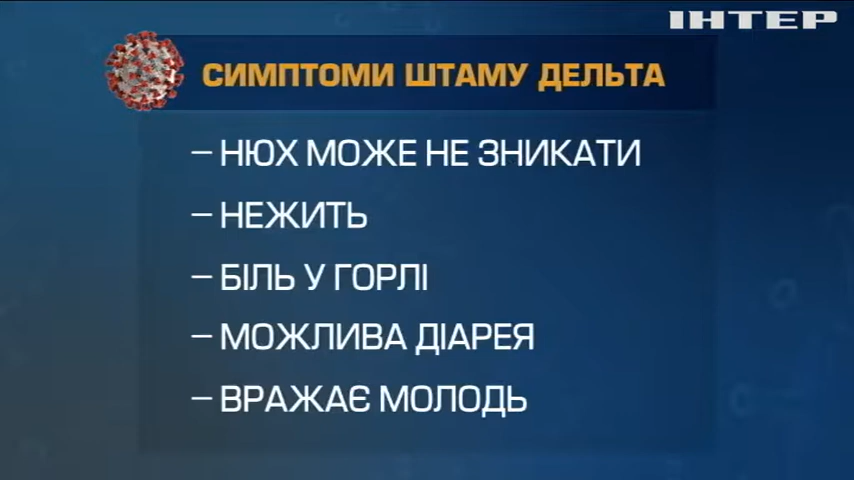 ІНТЕР
СИМПТОМИ ШТАМУ ДЕЛЬТА
– НЮХ МОЖЕ НЕ ЗНИКАТИ
– НЕЖИТЬ
– БІЛЬ У ГОРЛІ
– МОЖЛИВА ДІАРЕЯ
– ВРАЖАЄ МОЛОДЬ